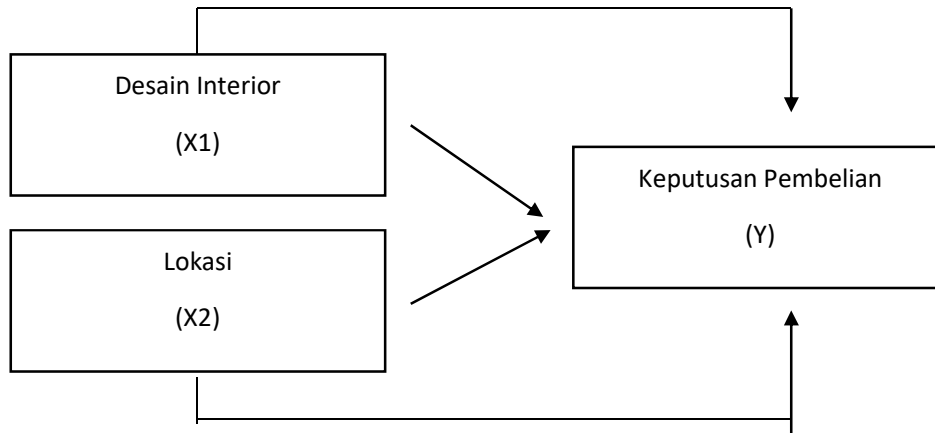 Desain Interior
(X1)
Keputusan Pembelian
(Y)
Lokasi
(X2)